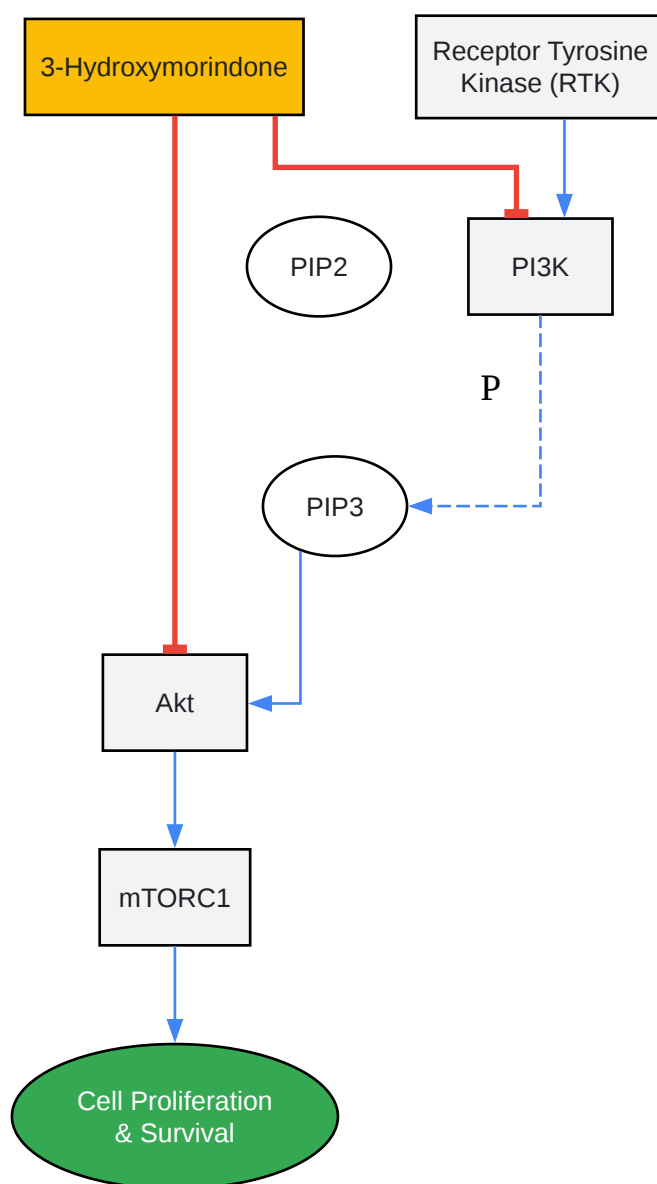 3-Hydroxymorindone
Receptor Tyrosine
Kinase (RTK)
PIP2
PI3K
P
PIP3
Akt
mTORC1
Cell Proliferation
& Survival